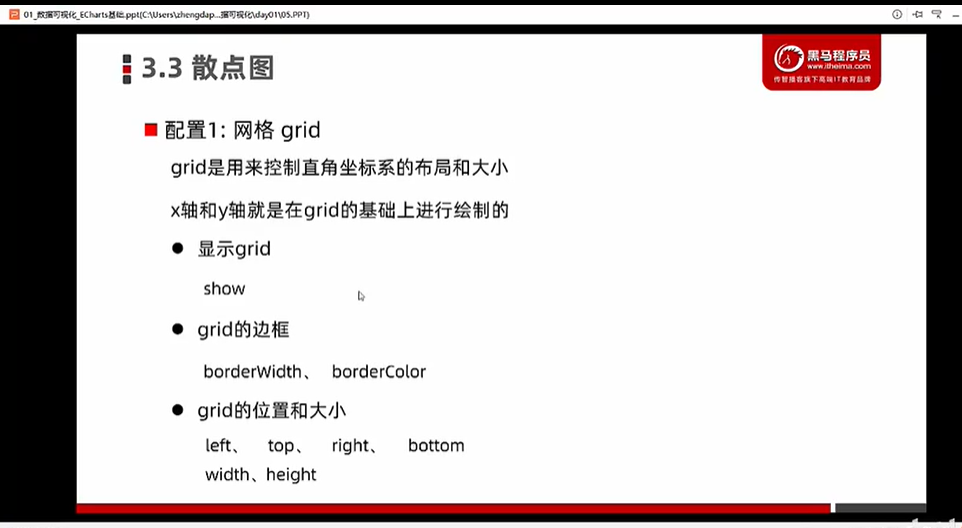 01_数据可视化_ECharts基础.ppt(C:\Users\zhengdap...据可视化\day01\05.PPT)
3.3 散点图
黑马程序员
www.itheima.com
传智播客旗下高端IT教育品牌
配置1: 网格 grid
grid是用来控制直角坐标系的布局和大小
x轴和y轴就是在grid的基础上进行绘制的
● 显示grid
show
● grid的边框
borderWidth、 borderColor
● grid的位置和大小
left、 top、 right、 bottom
width、height